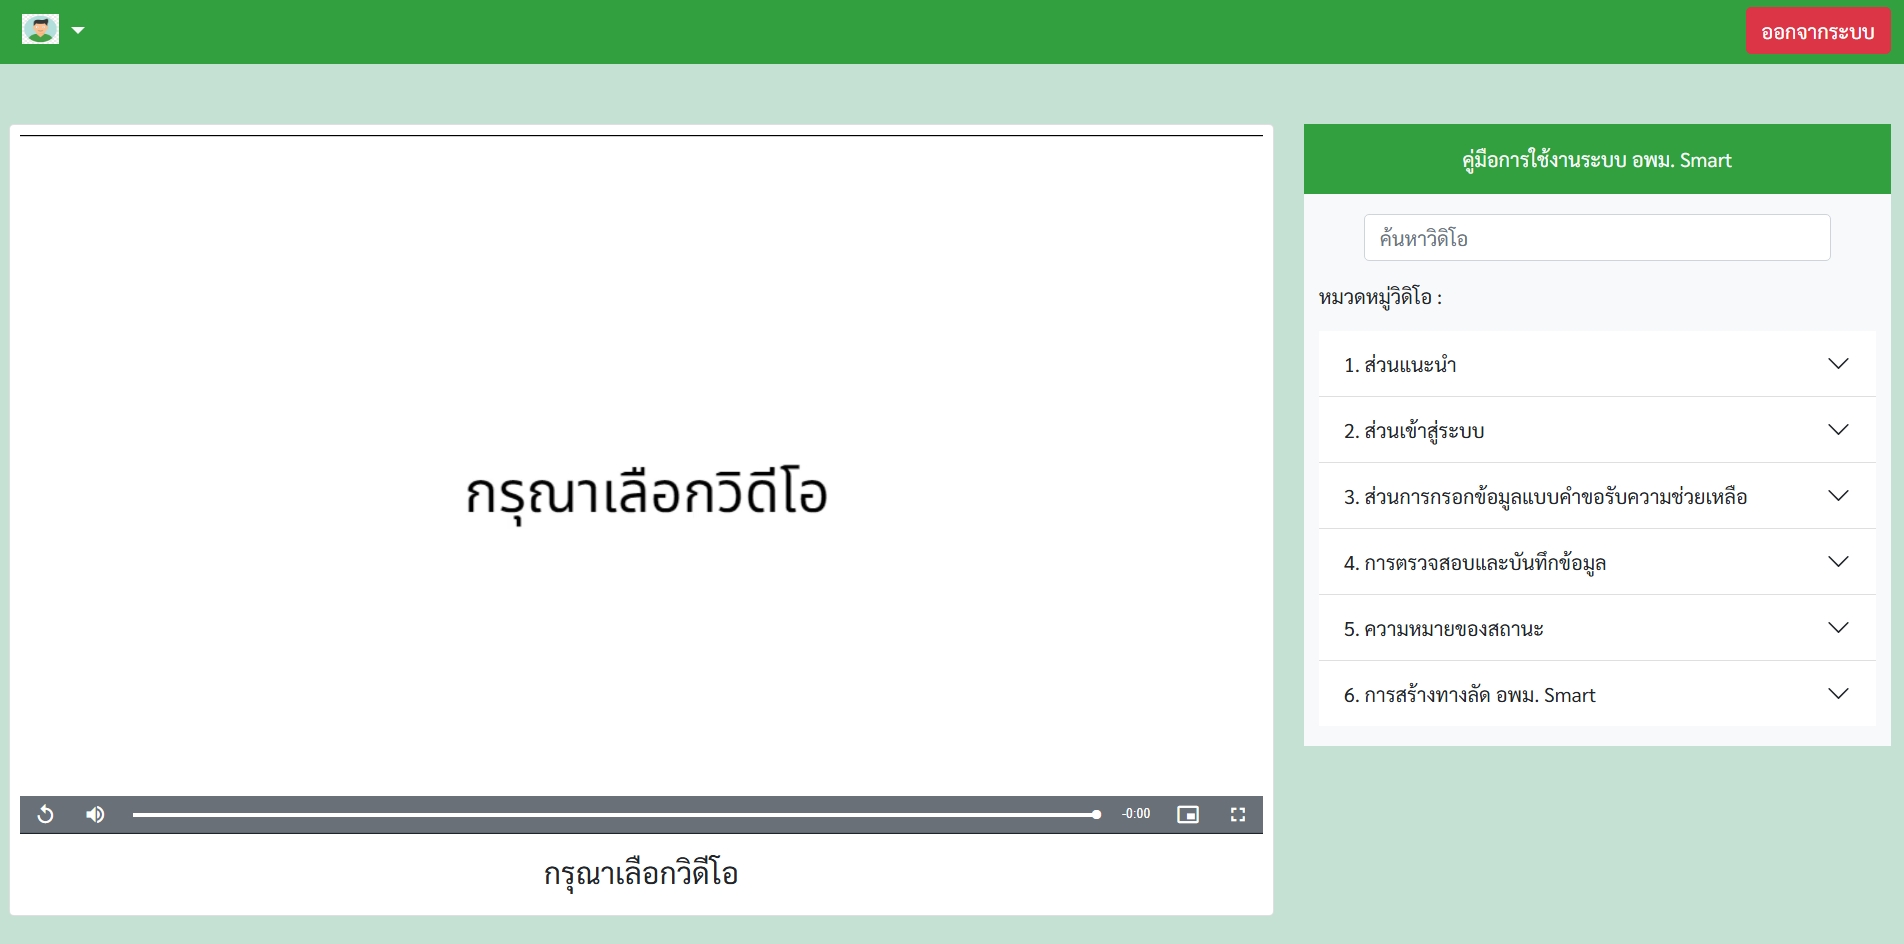 ออกจากระบบ
กรุณาเลือกวิดีโอ
-0:00
กรุณาเลือกวิดีโอ
คู่มือการใช้งานระบบ อพม. Smart
ค้นหาวิดิโอ
หมวดหมู่วิดิโอ :
1. ส่วนแนะนำ
2. ส่วนเข้าสู่ระบบ
3. ส่วนการกรอกข้อมูลแบบคำขอรับความช่วยเหลือ
4. การตรวจสอบและบันทึกข้อมูล
5. ความหมายของสถานะ
6. การสร้างทางลัด อพม. Smart